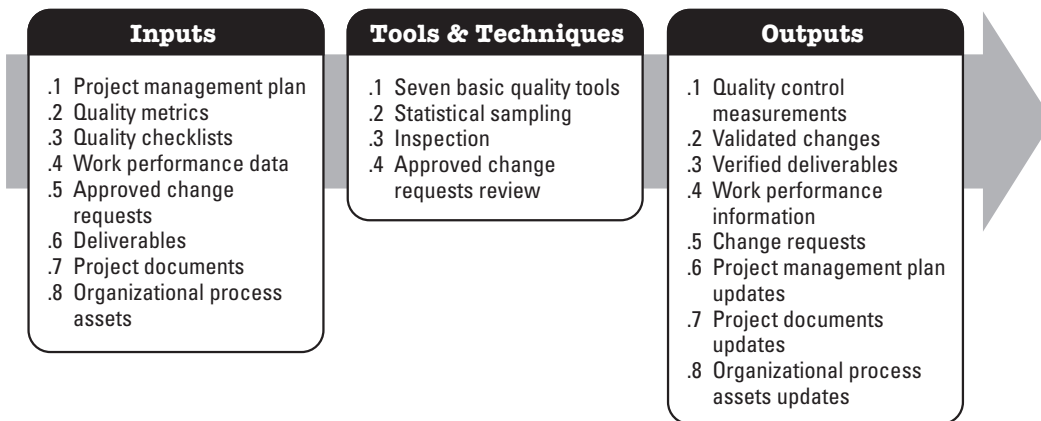 Inputs
.1 Project management plan
.2 Quality metrics
.3 Quality checklists
.4 Work performance data
.5 Approved change
requests
.6 Deliverables
.7 Project documents
.8 Organizational process
assets
Tools & Techniques
.1 Seven basic quality tools
.2 Statistical sampling
.3 Inspection
.4 Approved change
requests review
Outputs
.1 Quality control
measurements
.2 Validated changes
.3 Verified deliverables
.4 Work performance
information
.5 Change requests
.6 Project management plan
updates
.7 Project documents
updates
.8 Organizational process
assets updates